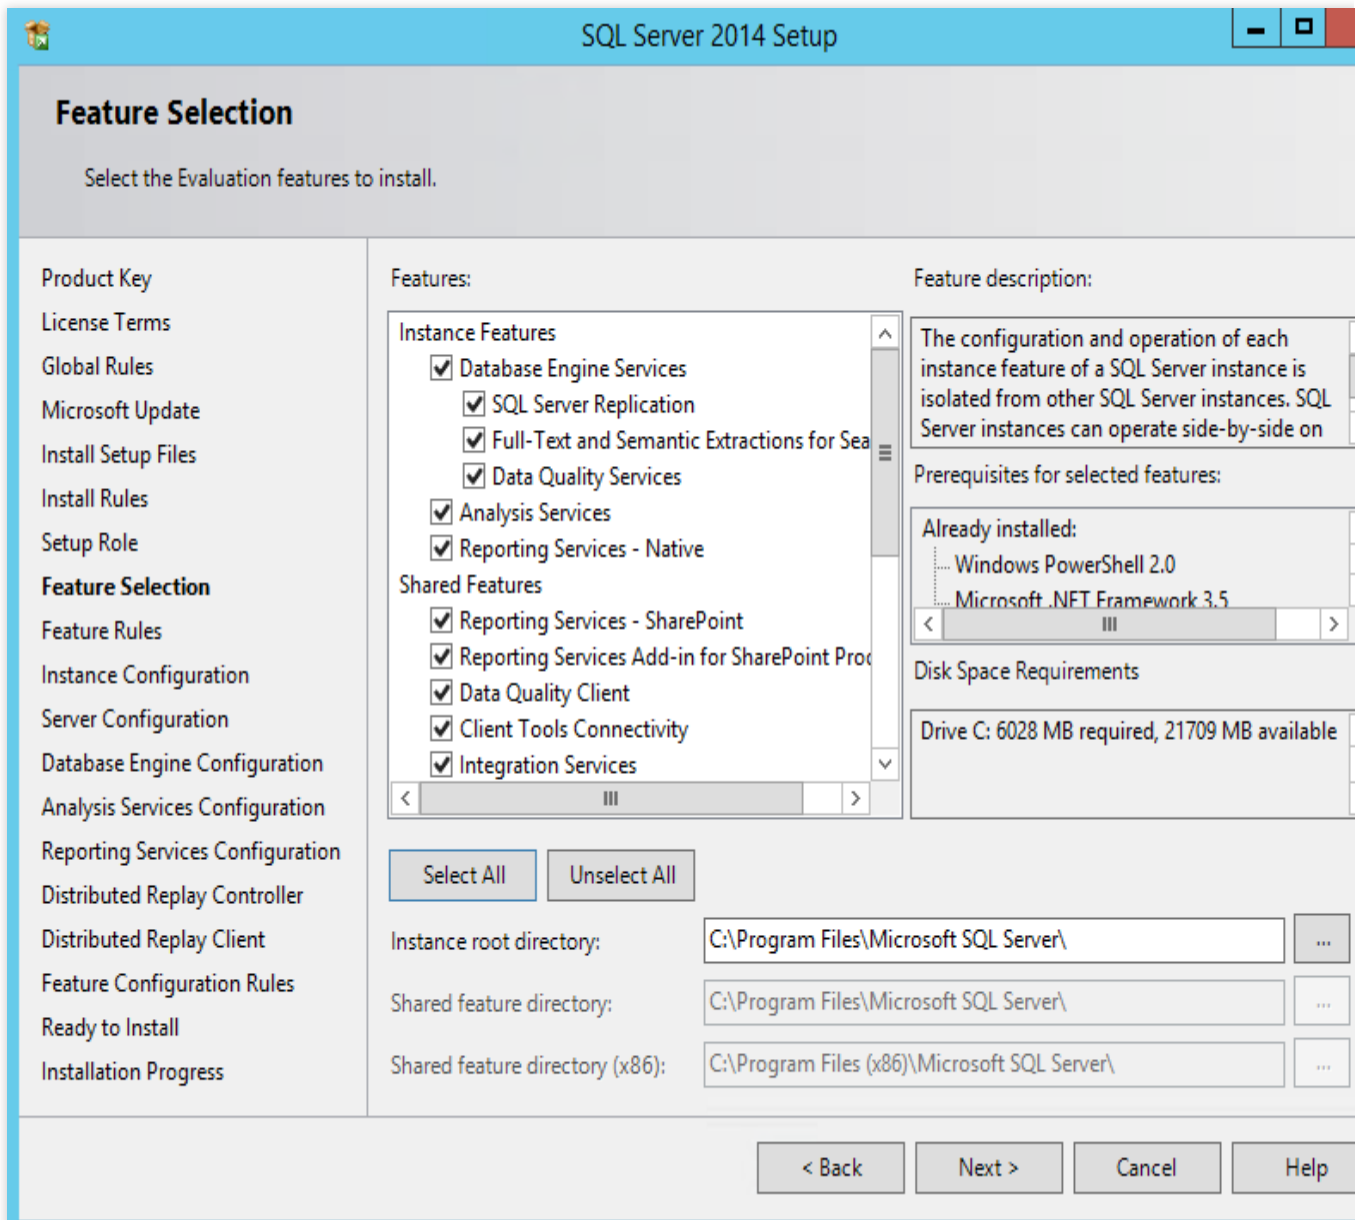 SQL Server 2014 Setup
Feature Selection
Select the Evaluation features to install.
Product Key
License Terms
Global Rules
Microsoft Update
Install Setup Files
Install Rules
Setup Role
Feature Selection
Feature Rules
Instance Configuration
Server Configuration
Database Engine Configuration
Analysis Services Configuration
Reporting Services Configuration
Distributed Replay Controller
Distributed Replay Client
Feature Configuration Rules
Ready to Install
Installation Progress
Features:
Instance Features
Database Engine Services
SQL Server Replication
Full-Text and Semantic Extractions for Sea
Data Quality Services
Analysis Services
Reporting Services - Native
Shared Features
Reporting Services - SharePoint
Reporting Services Add-in for SharePoint Proc
Data Quality Client
Client Tools Connectivity
Integration Services
Feature description:
The configuration and operation of each
instance feature of a SQL Server instance is
isolated from other SQL Server instances. SQL
Server instances can operate side-by-side on
Prerequisites for selected features:
Already installed:
Windows PowerShell 2.0
Microsoft .NET Framework 3.5
Disk Space Requirements
Drive C: 6028 MB required, 21709 MB available
Select All
Unselect All
Instance root directory:
C:\Program Files\Microsoft SQL Server\
...
Shared feature directory:
C:\Program Files\Microsoft SQL Server\
...
Shared feature directory (x86):
C:\Program Files (x86)\Microsoft SQL Server\
...
< Back
Next >
Cancel
Help